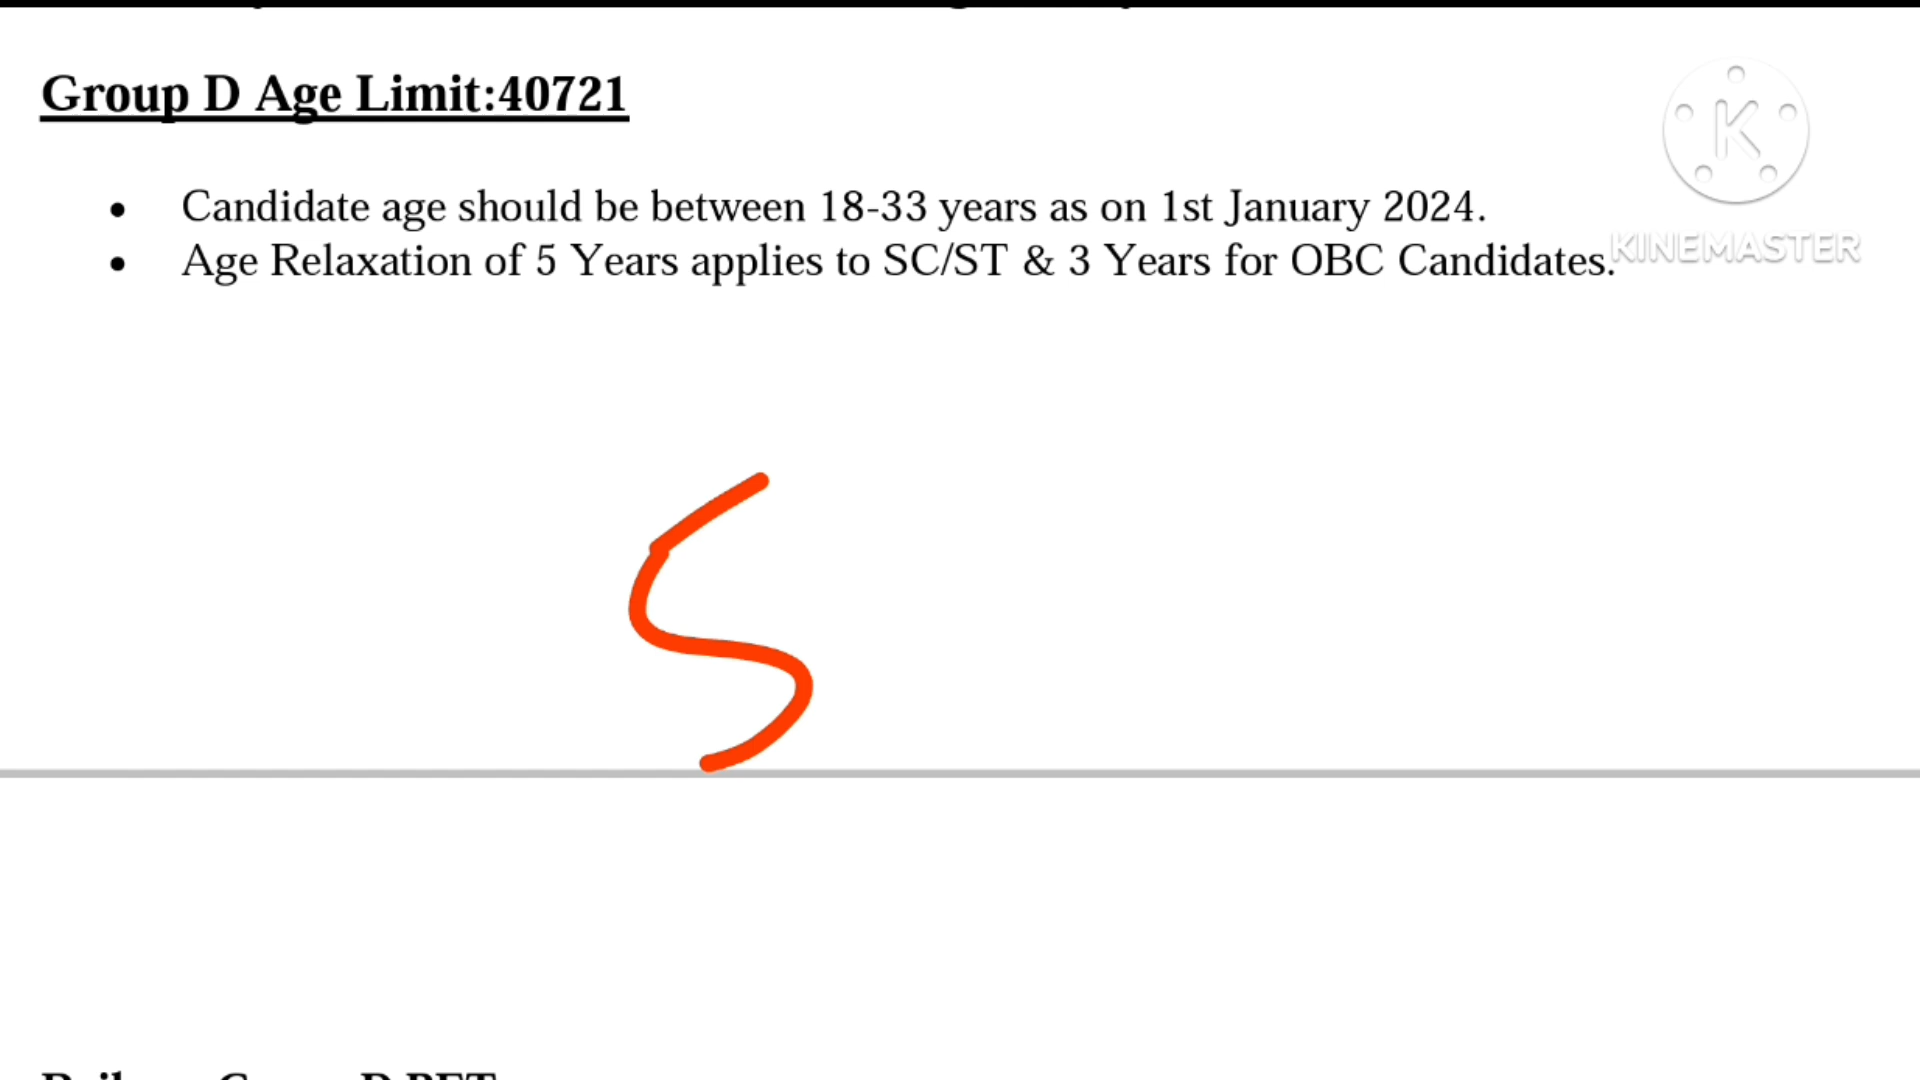 Group D Age Limit:40721
• Candidate age should be between 18-33 years as on 1st January 2024.
• Age Relaxation of 5 Years applies to SC/ST & 3 Years for OBC Candidates.
K
KINEMASTER
S